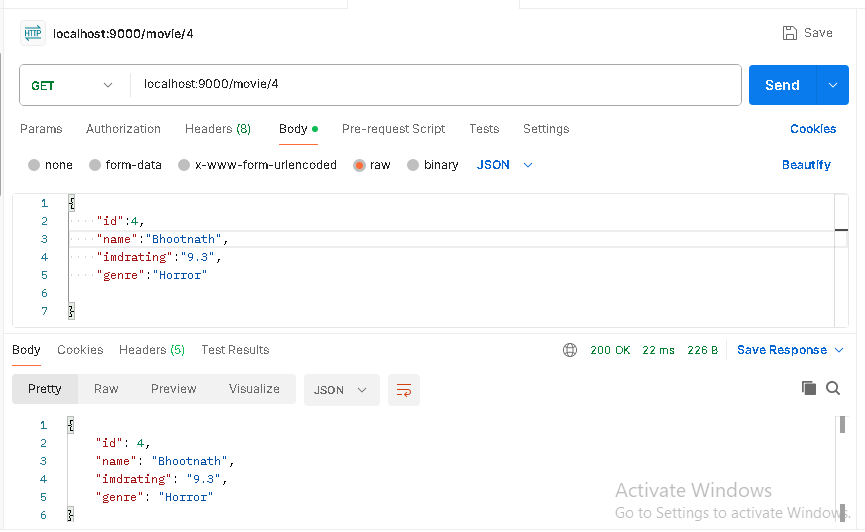 HTTP localhost:9000/movie/4 Save
GET localhost:9000/movie/4 Send
Params Authorization Headers (8) Body Pre-request Script Tests Settings Cookies
none form-data x-www-form-urlencoded raw binary JSON Beautify
1 {
2 "id":4,
3 "name":"Bhootnath",
4 "imdrating":"9.3",
5 "genre":"Horror"
6
7 }
Body Cookies Headers (5) Test Results 200 OK 22 ms 226 B Save Response
Pretty Raw Preview Visualize JSON
1 {
2 "id": 4,
3 "name": "Bhootnath",
4 "imdrating": "9.3",
5 "genre": "Horror"
6 }
Activate Windows
Go to Settings to activate Windows.